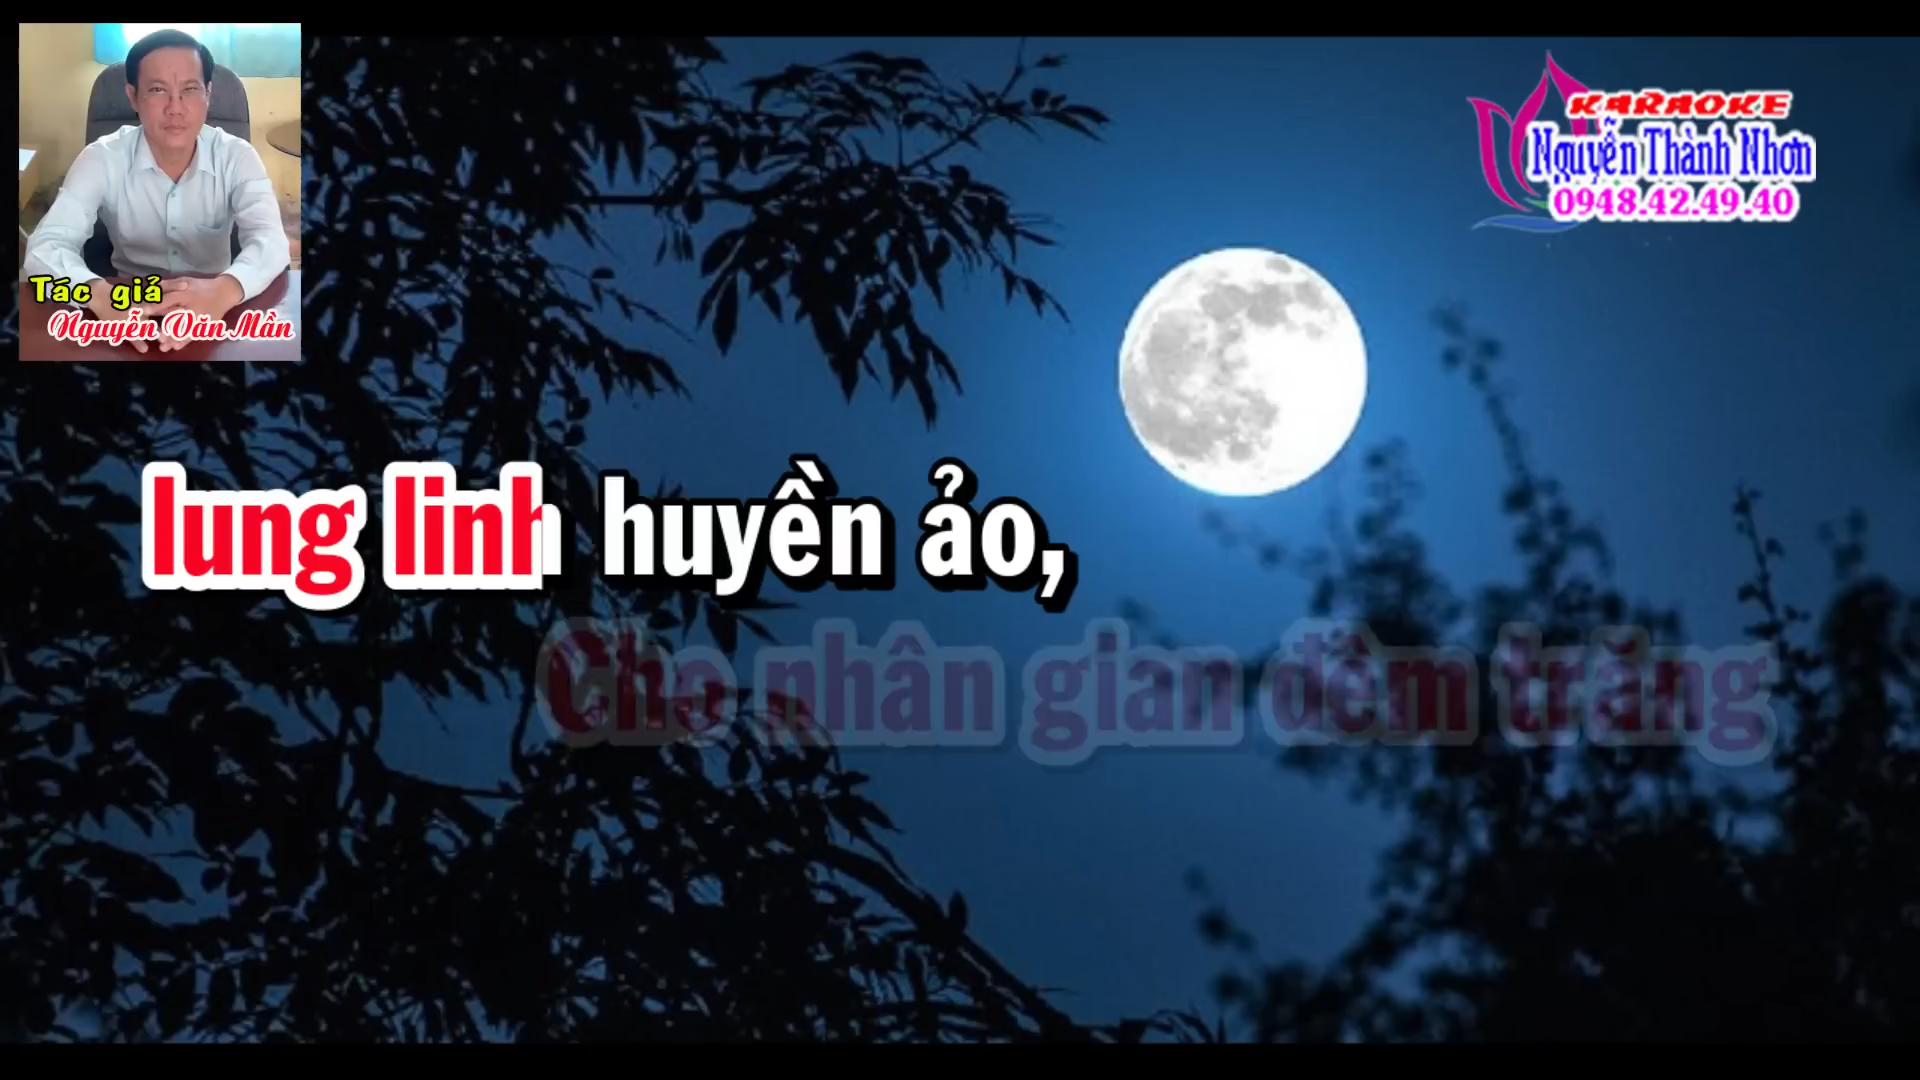 Tác giả
Nguyễn Văn Mần
KARAOKE
Nguyễn Thành Nhơn
0948.42.49.40
lung linh huyền ảo,
Cho nhân gian đêm trăng